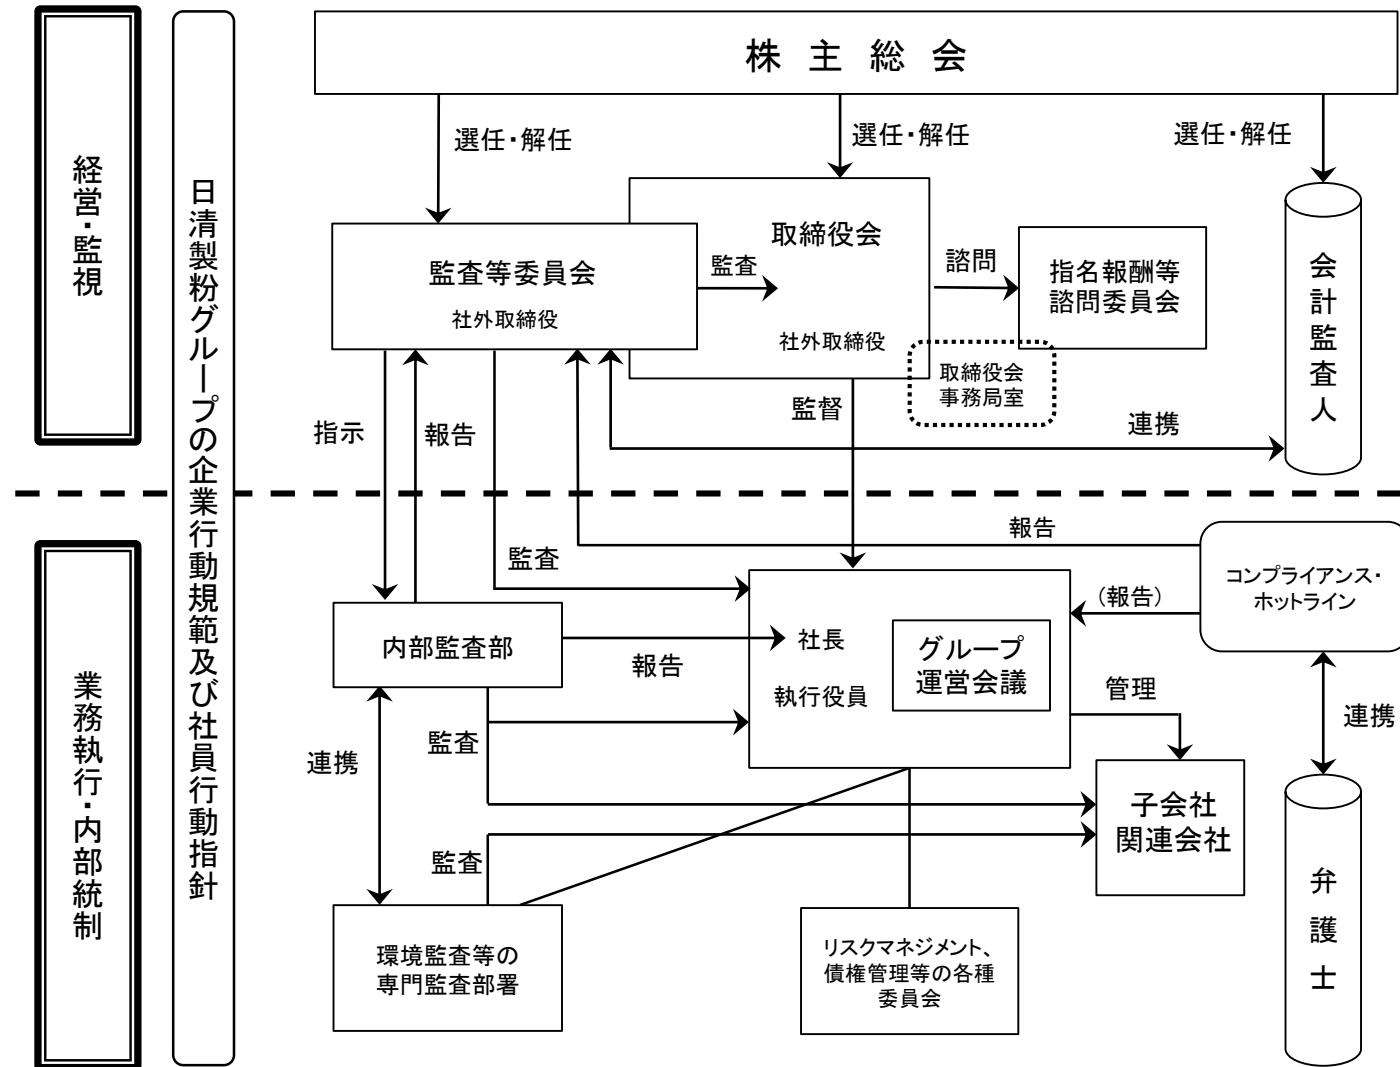 株主総会
選任・解任
選任・解任
選任・解任
経営・監視
日清製粉グループの企業行動規範及び社員行動指針
取締役会
監査等委員会
社外取締役
監査
社外取締役
諮問
指名報酬等
諮問委員会
会計監査人
取締役会
事務局室
監督
指示
報告
連携
報告
監査
コンプライアンス・
ホットライン
(報告)
内部監査部
報告
社長
執行役員
グループ
運営会議
管理
業務執行・内部統制
連携
監査
連携
子会社
関連会社
監査
弁護士
環境監査等の
専門監査部署
リスクマネジメント、
債権管理等の各種
委員会